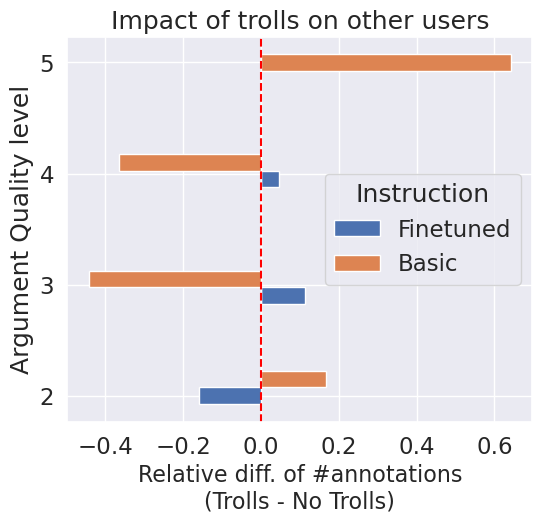 Impact of trolls on other users
Argument Quality level
5
4
3
2
Instruction
Finetuned
Basic
−0.4 −0.2 0.0 0.2 0.4 0.6
Relative diff. of #annotations
(Trolls - No Trolls)